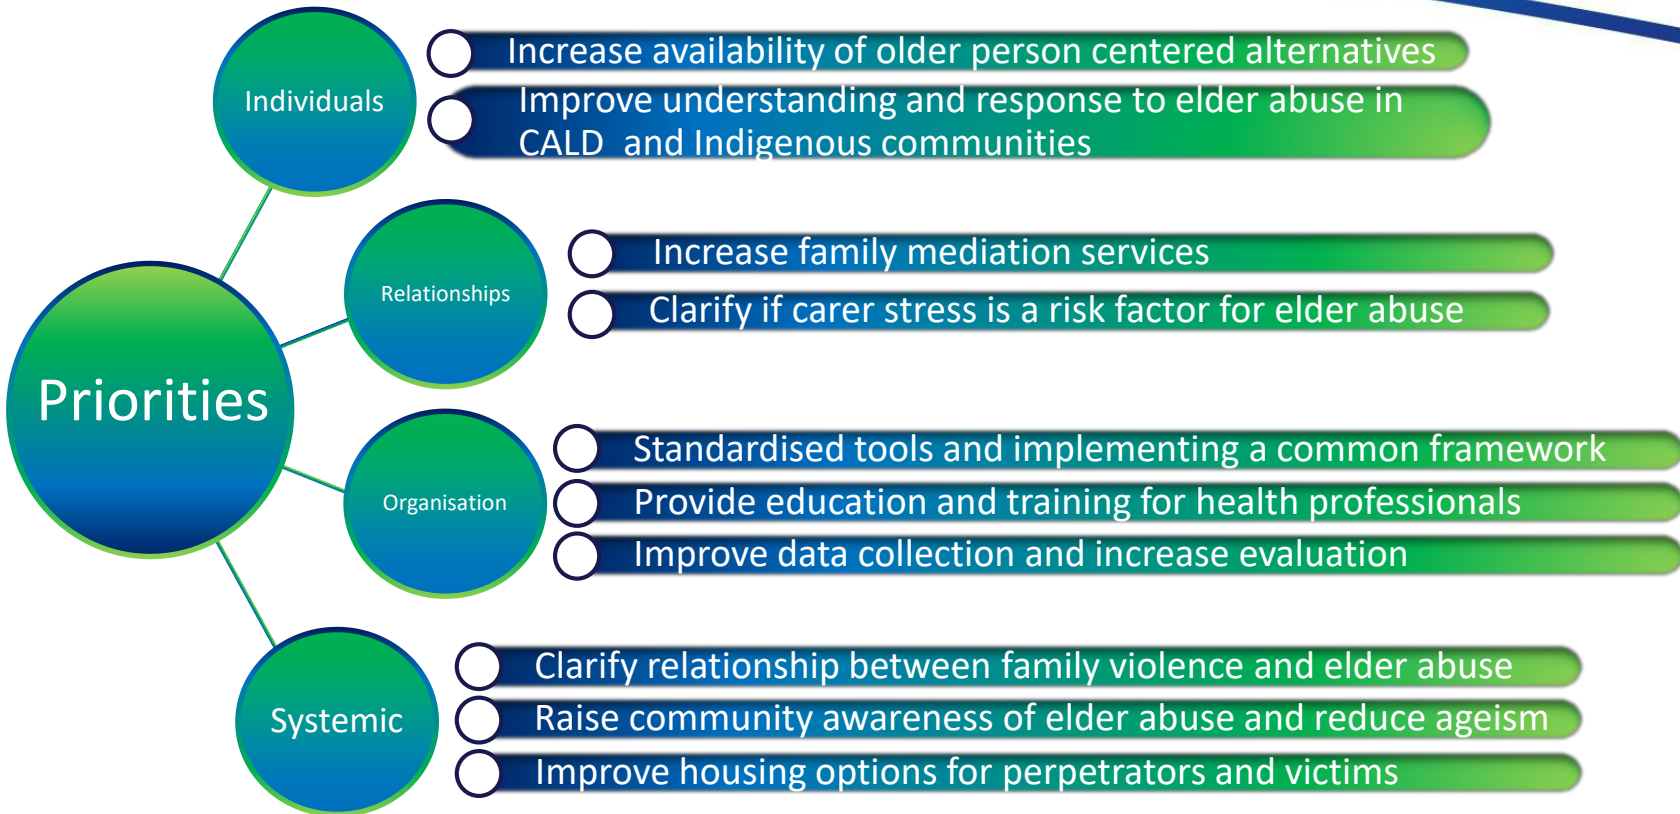 Priorities
Individuals
Increase availability of older person centered alternatives
Improve understanding and response to elder abuse in
CALD and Indigenous communities
Relationships
Increase family mediation services
Clarify if carer stress is a risk factor for elder abuse
Organisation
Standardised tools and implementing a common framework
Provide education and training for health professionals
Improve data collection and increase evaluation
Systemic
Clarify relationship between family violence and elder abuse
Raise community awareness of elder abuse and reduce ageism
Improve housing options for perpetrators and victims